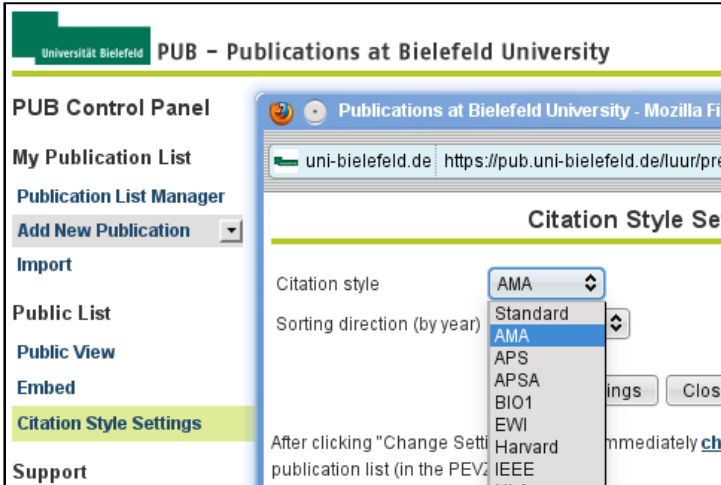 Universität Bielefeld PUB – Publications at Bielefeld University
PUB Control Panel
My Publication List
Publication List Manager
Add New Publication
Import
Public List
Public View
Embed
Citation Style Settings
Support
Publications at Bielefeld University - Mozilla Fi
uni-bielefeld.de https://pub.uni-bielefeld.de/luur/pre
Citation Style Se
Citation style AMA
Sorting direction (by year)
Standard
AMA
APS
APSA
BIO1
EWI
Harvard
IEEE
ings Clos
After clicking "Change Setti mmediately ch
publication list (in the PEVZ